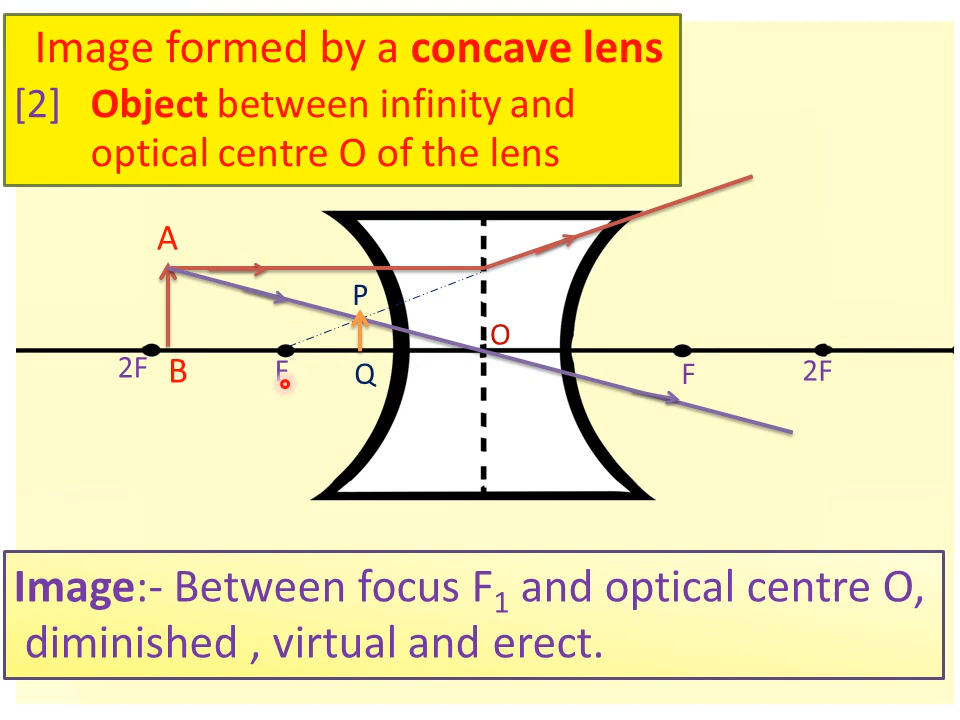 Image formed by a concave lens
[2] Object between infinity and
optical centre O of the lens
A
P
O
2F
B
F
Q
F
2F
Image:- Between focus F₁ and optical centre O,
diminished , virtual and erect.